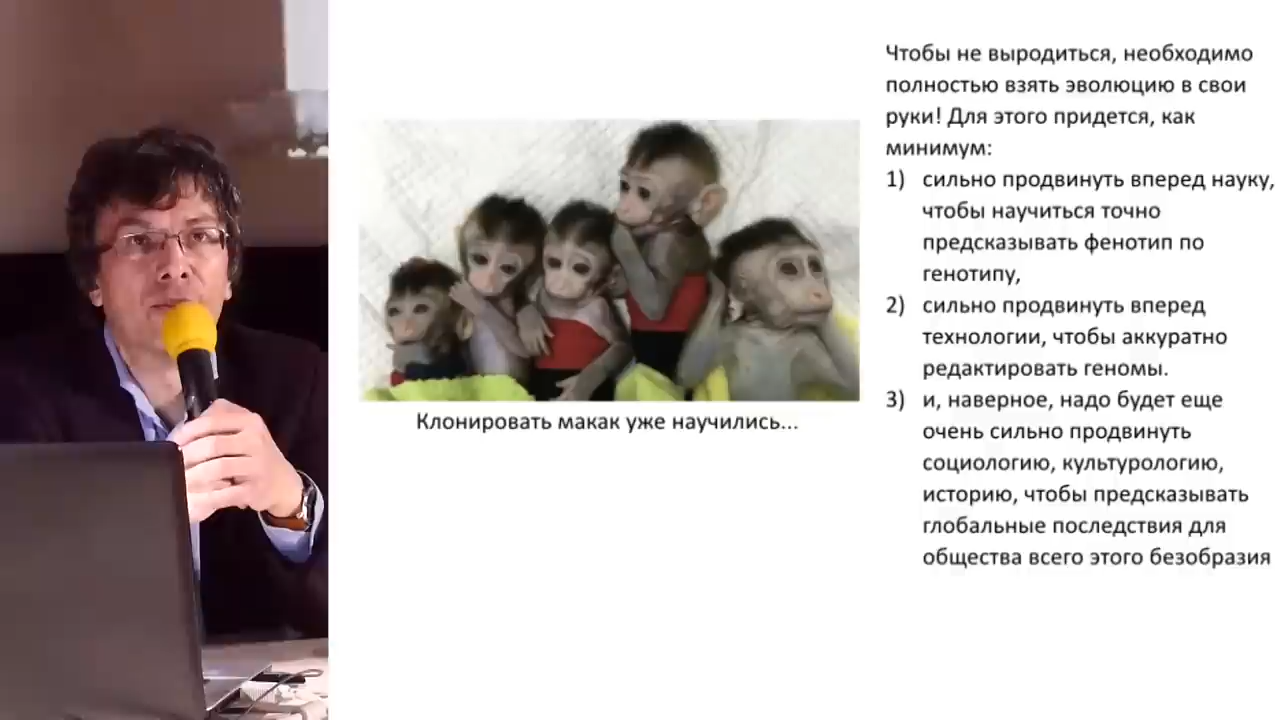 Чтобы не выродиться, необходимо
полностью взять эволюцию в свои
руки! Для этого придется, как
минимум:
1) сильно продвинуть вперед науку,
чтобы научиться точно
предсказывать фенотип по
генотипу,
2) сильно продвинуть вперед
технологии, чтобы аккуратно
редактировать геномы.
3) и, наверное, надо будет еще
очень сильно продвинуть
социологию, культурологию,
историю, чтобы предсказывать
глобальные последствия для
общества всего этого безобразия
Клонировать макак уже научились...